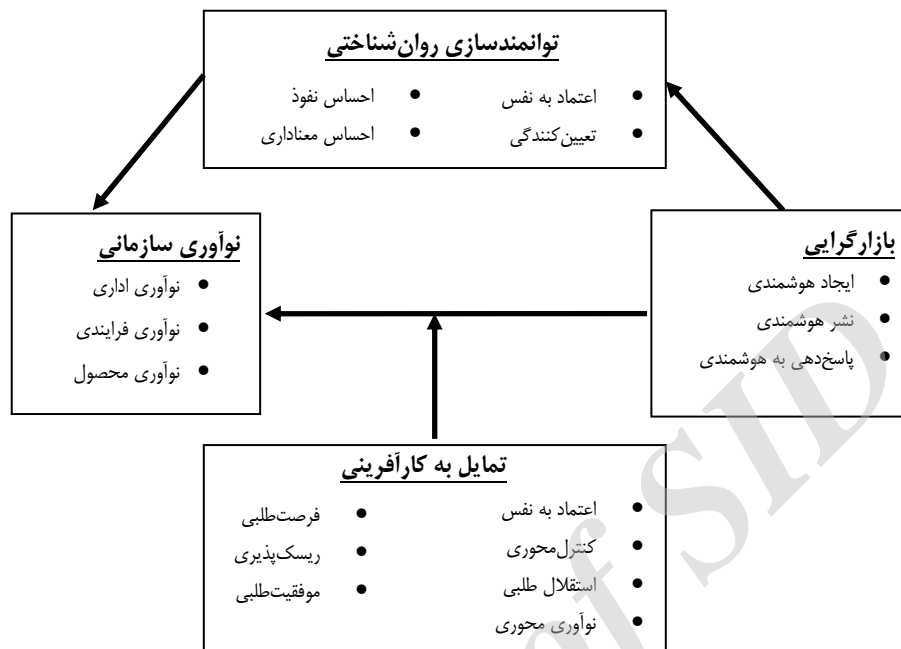 توانمندسازی روان‌شناختی
اعتماد به نفس
تعیین‌کنندگی
احساس نفوذ
احساس معناداری
بازارگرایی
ایجاد هوشمندی
نشر هوشمندی
پاسخ‌دهی به هوشمندی
نوآوری سازمانی
نوآوری اداری
نوآوری فرایندی
نوآوری محصول
تمایل به کارآفرینی
اعتماد به نفس
کنترل‌محوری
استقلال طلبی
نوآوری محوری
فرصت‌طلبی
ریسک‌پذیری
موفقیت‌طلبی
of SID